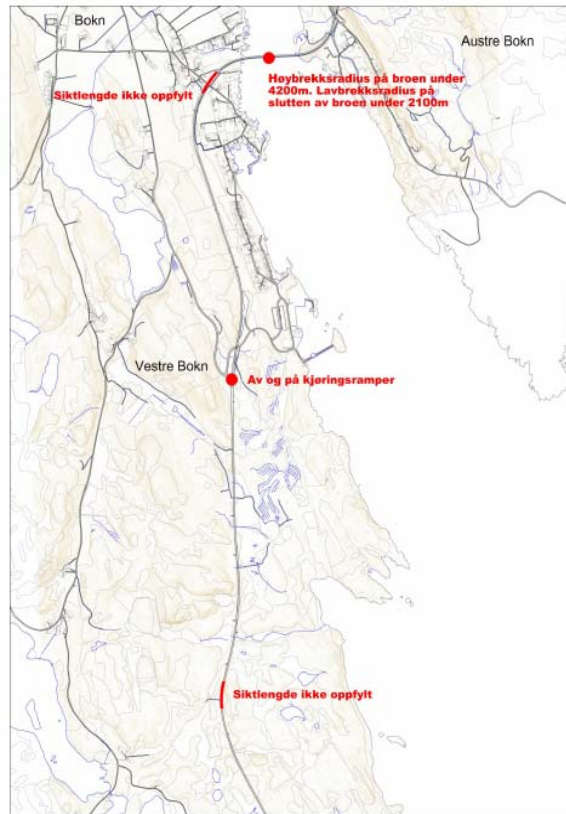 Bokn
Austre Bokn
Høybrekksradius på broen under
4200m. Lavbrekksradius på
slutten av broen under 2100m
Siktlengde ikke oppfylt
Vestre Bokn
Av og på kjøringsramper
Siktlengde ikke oppfylt